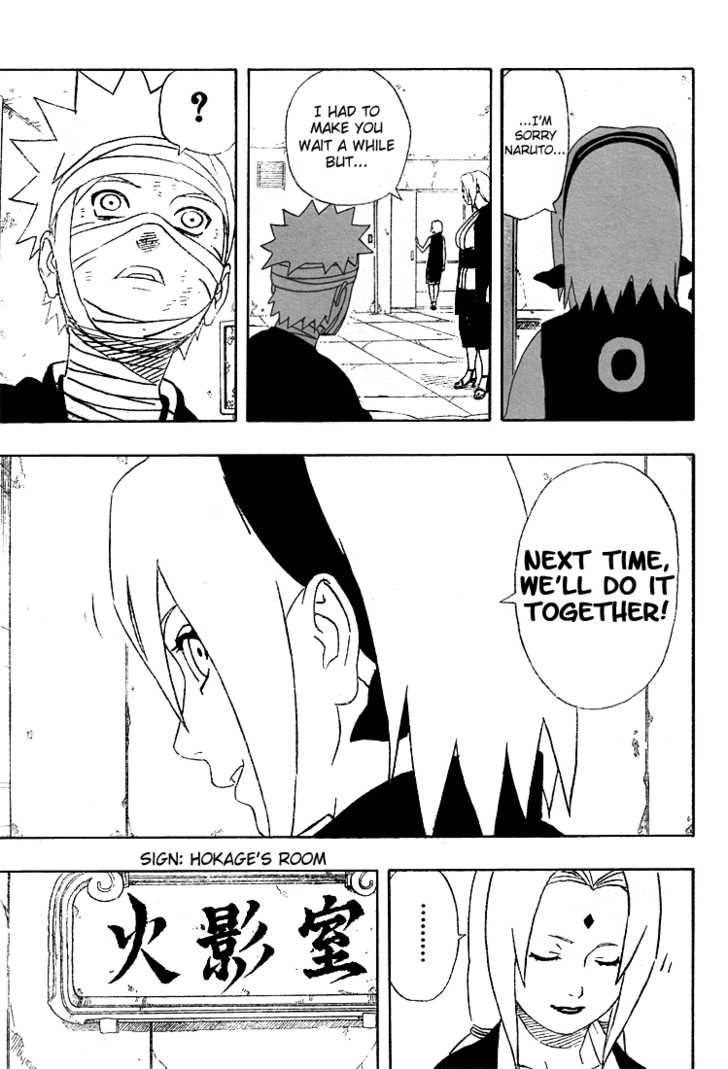 ...I'M
SORRY
NARUTO...
I HAD TO
MAKE YOU
WAIT A WHILE
BUT...
?
NEXT TIME,
WE'LL DO IT
TOGETHER!
SIGN: HOKAGE'S ROOM
........
火影室